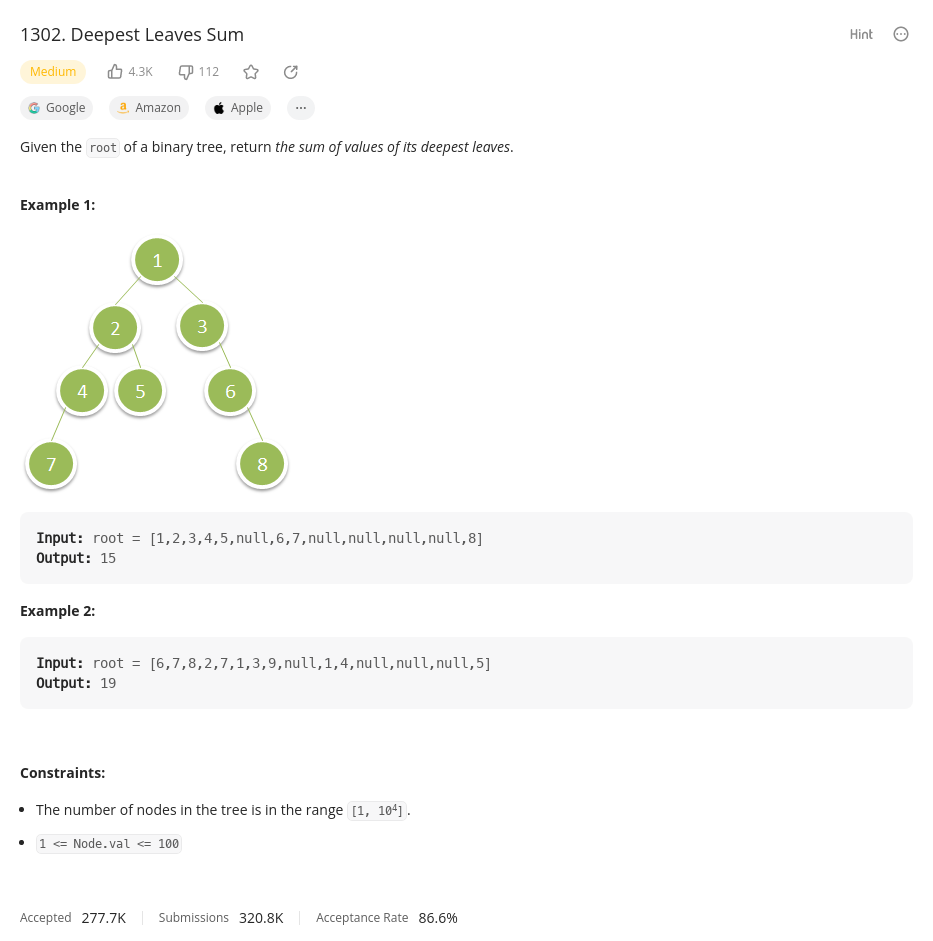 1302. Deepest Leaves Sum
Hint
Medium 4.3K 112
Google Amazon Apple ...
Given the root of a binary tree, return the sum of values of its deepest leaves.
Example 1:
1
2 3
4 5 6
7 8
Input: root = [1,2,3,4,5,null,6,7,null,null,null,null,8]
Output: 15
Example 2:
Input: root = [6,7,8,2,7,1,3,9,null,1,4,null,null,null,5]
Output: 19
Constraints:
• The number of nodes in the tree is in the range [1, 10⁴].
• 1 <= Node.val <= 100
Accepted 277.7K Submissions 320.8K Acceptance Rate 86.6%